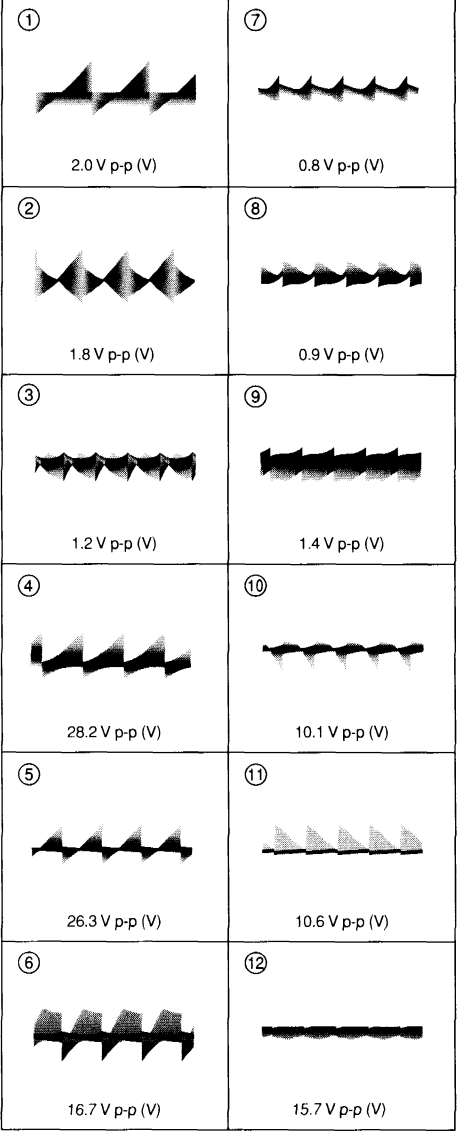 ①
2.0 V p-p (V)
②
1.8 V p-p (V)
③
1.2 V p-p (V)
④
28.2 V p-p (V)
⑤
26.3 V p-p (V)
⑥
16.7 V p-p (V)
⑦
0.8 V p-p (V)
⑧
0.9 V p-p (V)
⑨
1.4 V p-p (V)
⑩
10.1 V p-p (V)
⑪
10.6 V p-p (V)
⑫
15.7 V p-p (V)